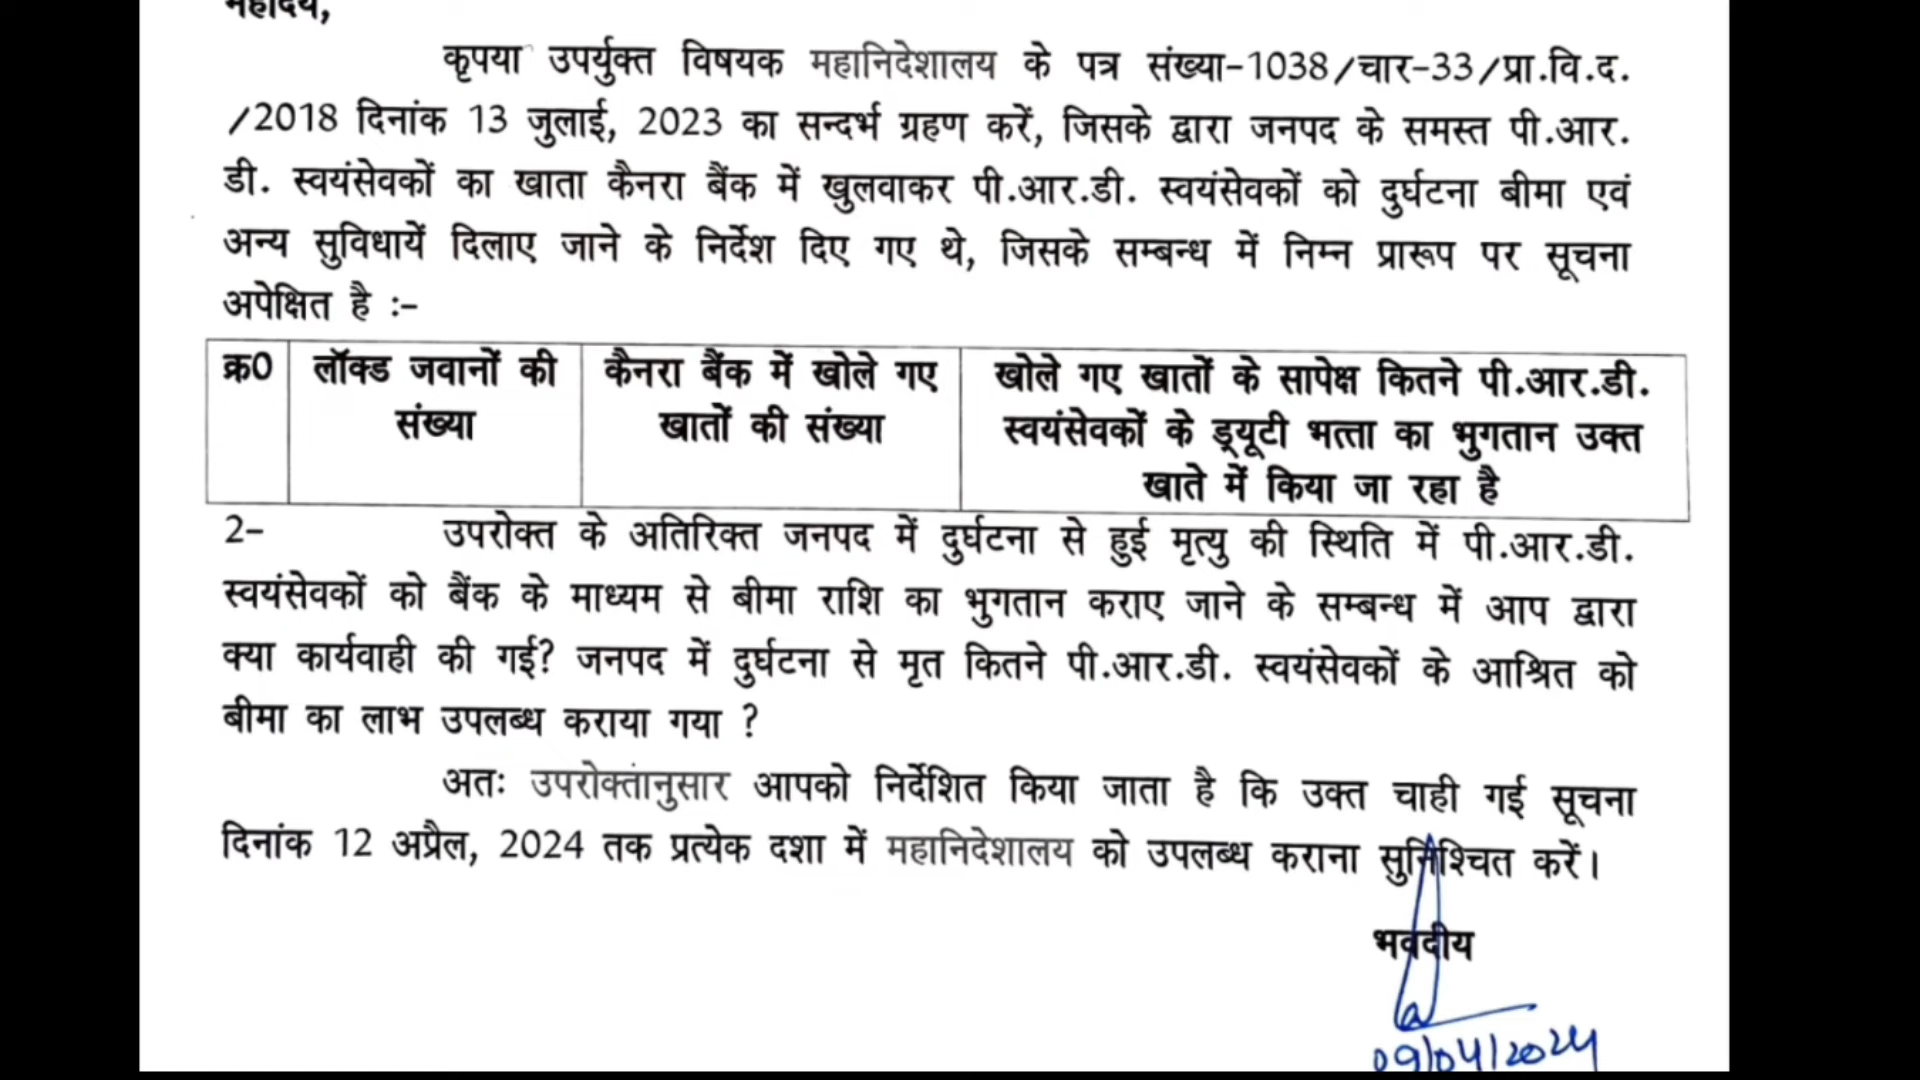 महोदय,
कृपया उपर्युक्त विषयक महानिदेशालय के पत्र संख्या-1038/चार-33/प्रा.वि.द.
/2018 दिनांक 13 जुलाई, 2023 का सन्दर्भ ग्रहण करें, जिसके द्वारा जनपद के समस्त पी.आर.
डी. स्वयंसेवकों का खाता कैनरा बैंक में खुलवाकर पी.आर.डी. स्वयंसेवकों को दुर्घटना बीमा एवं
अन्य सुविधायें दिलाए जाने के निर्देश दिए गए थे, जिसके सम्बन्ध में निम्न प्रारूप पर सूचना
अपेक्षित है :-
क्र0 लॉक्ड जवानों की कैनरा बैंक में खोले गए खोले गए खातों के सापेक्ष कितने पी.आर.डी.
संख्या खातों की संख्या स्वयंसेवकों के ड्यूटी भत्ता का भुगतान उक्त
खाते में किया जा रहा है
2- उपरोक्त के अतिरिक्त जनपद में दुर्घटना से हुई मृत्यु की स्थिति में पी.आर.डी.
स्वयंसेवकों को बैंक के माध्यम से बीमा राशि का भुगतान कराए जाने के सम्बन्ध में आप द्वारा
क्या कार्यवाही की गई? जनपद में दुर्घटना से मृत कितने पी.आर.डी. स्वयंसेवकों के आश्रित को
बीमा का लाभ उपलब्ध कराया गया ?
अतः उपरोक्तांनुसार आपको निर्देशित किया जाता है कि उक्त चाही गई सूचना
दिनांक 12 अप्रैल, 2024 तक प्रत्येक दशा में महानिदेशालय को उपलब्ध कराना सुनिश्चित करें।
भवदीय
09/04/2024